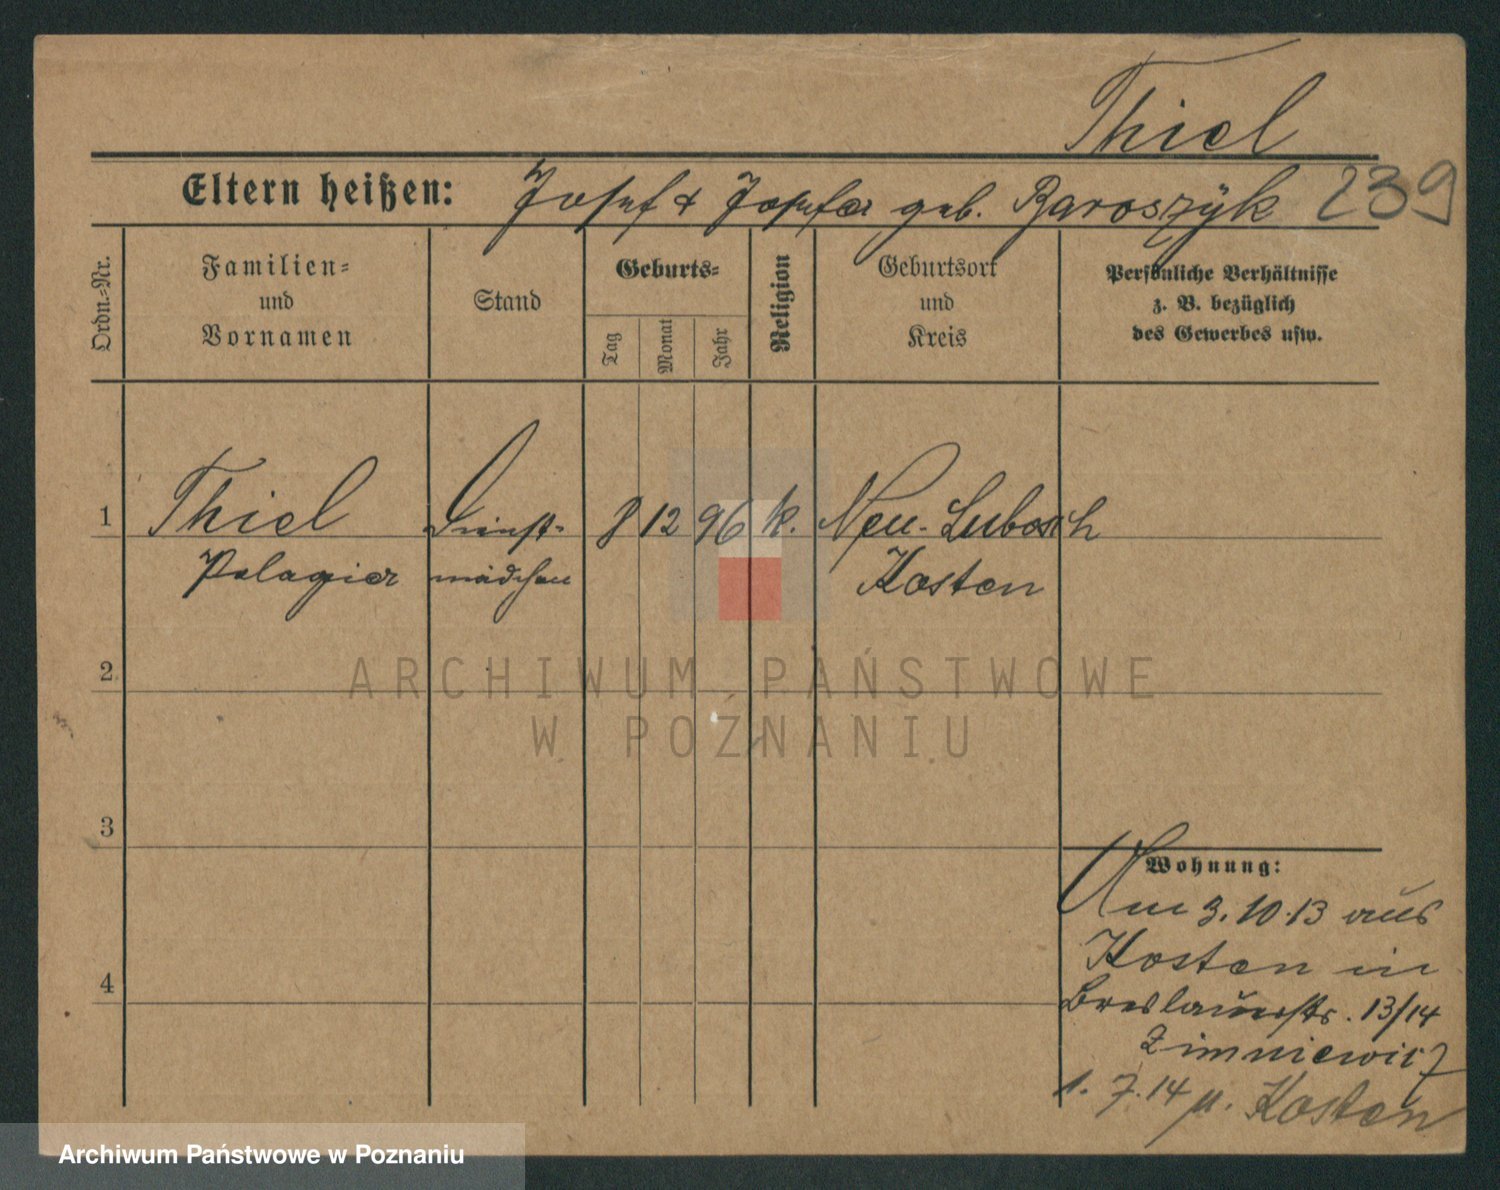 Thiel
Eltern heißen: Josef & Josefa geb. Baroszÿk 239
Ordn.-Nr.
Familien-
und
Vornamen
Stand
Geburts-
Tag
Monat
Jahr
Religion
Geburtsort
und
Kreis
Persönliche Verhältnisse
z. B. bezüglich
des Gewerbes usw.
1 Thiel Dienst- 8 12 96 k. Neu-Lubosch
Pelagia mädchen Kosten
2
3
4
Wohnung:
Am 3.10.13 aus
Kosten in
Breslauerstr. 13/14
Zimniewicz
1.7.14 n. Kosten
ARCHIWUM PAŃSTWOWE
W POZNANIU
Archiwum Państwowe w Poznaniu